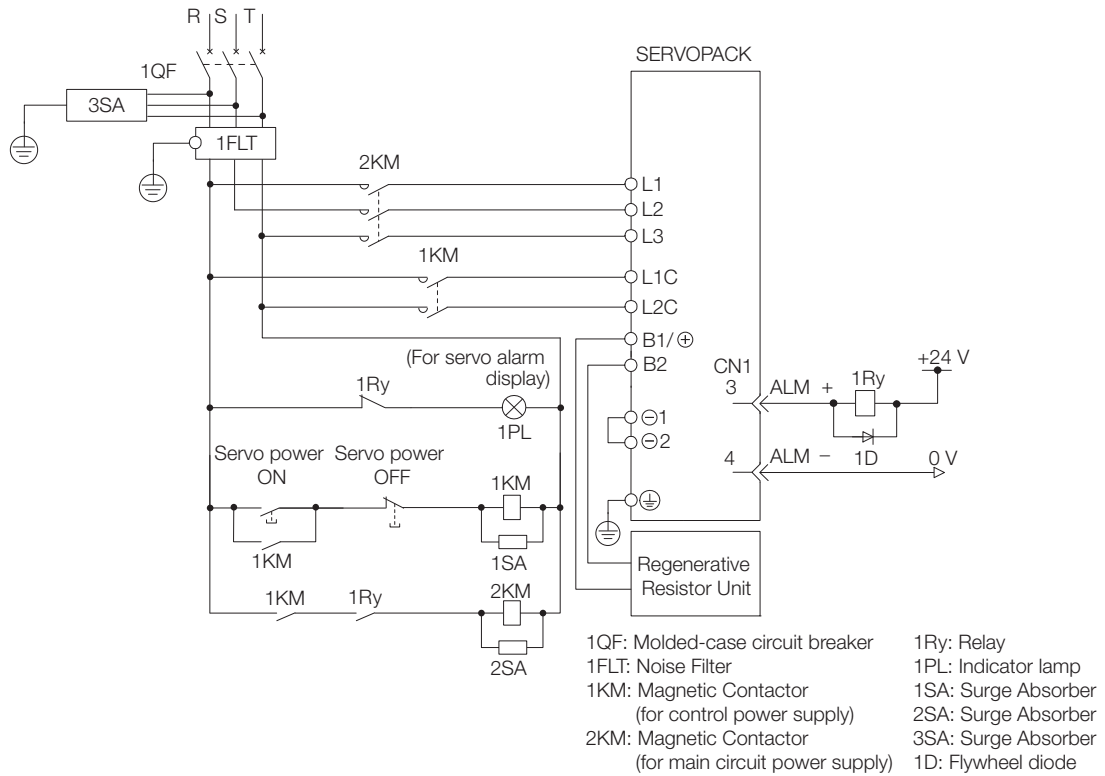 R S T
SERVOPACK
1QF
3SA
1FLT
2KM
L1
L2
L3
1KM
L1C
L2C
B1/⊕
B2
(For servo alarm
display)
CN1
+24 V
1Ry
3 ALM +
1Ry
1PL
⊖1
⊖2
1D
4 ALM − 0 V
Servo power
ON
Servo power
OFF
1KM
1KM
1SA
Regenerative
Resistor Unit
1KM
1Ry
2KM
2SA
1QF: Molded-case circuit breaker
1FLT: Noise Filter
1KM: Magnetic Contactor
(for control power supply)
2KM: Magnetic Contactor
(for main circuit power supply)
1Ry: Relay
1PL: Indicator lamp
1SA: Surge Absorber
2SA: Surge Absorber
3SA: Surge Absorber
1D: Flywheel diode